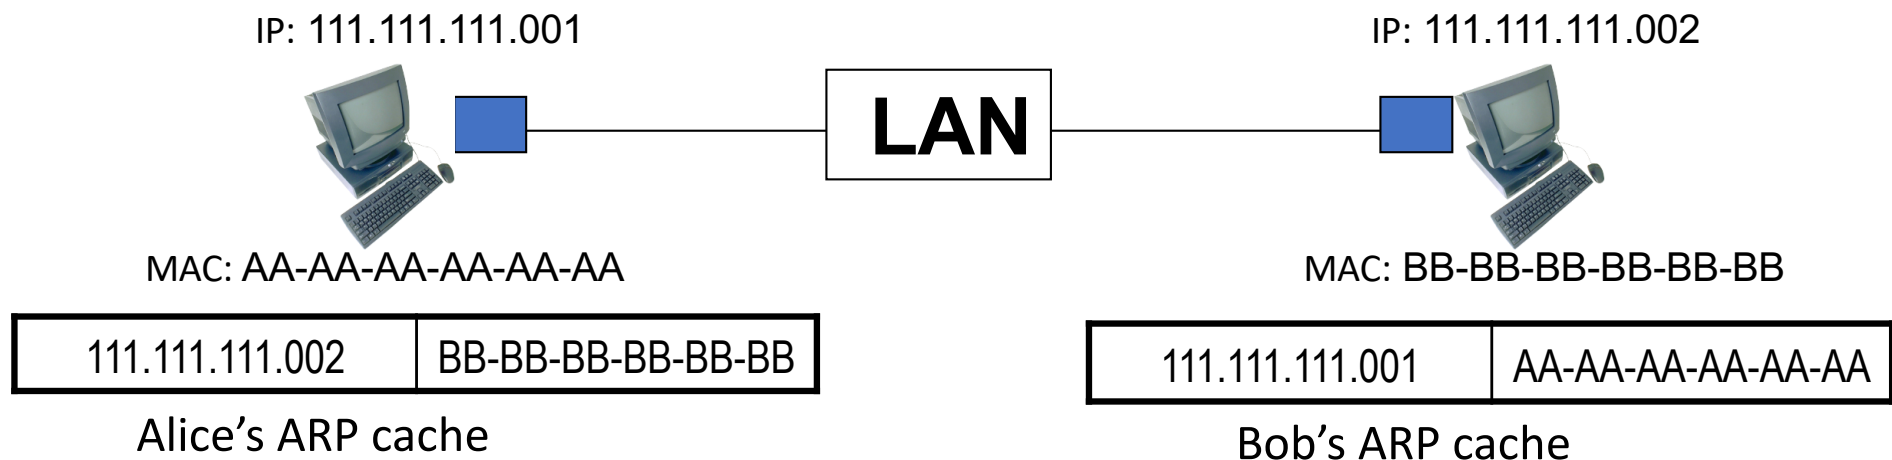 IP: 111.111.111.001
IP: 111.111.111.002
LAN
MAC: AA-AA-AA-AA-AA-AA
MAC: BB-BB-BB-BB-BB-BB
111.111.111.002 BB-BB-BB-BB-BB-BB
111.111.111.001 AA-AA-AA-AA-AA-AA
Alice’s ARP cache
Bob’s ARP cache